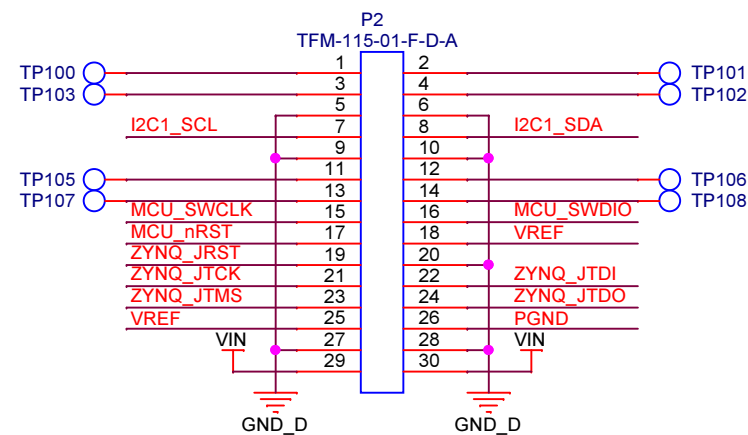 P2
TFM-115-01-F-D-A
TP100 1 2 TP101
TP103 3 4 TP102
5 6
I2C1_SCL 7 8 I2C1_SDA
9 10
TP105 11 12 TP106
TP107 13 14 TP108
MCU_SWCLK 15 16 MCU_SWDIO
MCU_nRST 17 18 VREF
ZYNQ_JRST 19 20
ZYNQ_JTCK 21 22 ZYNQ_JTDI
ZYNQ_JTMS 23 24 ZYNQ_JTDO
VREF 25 26 PGND
VIN 27 28 VIN
29 30
GND_D GND_D